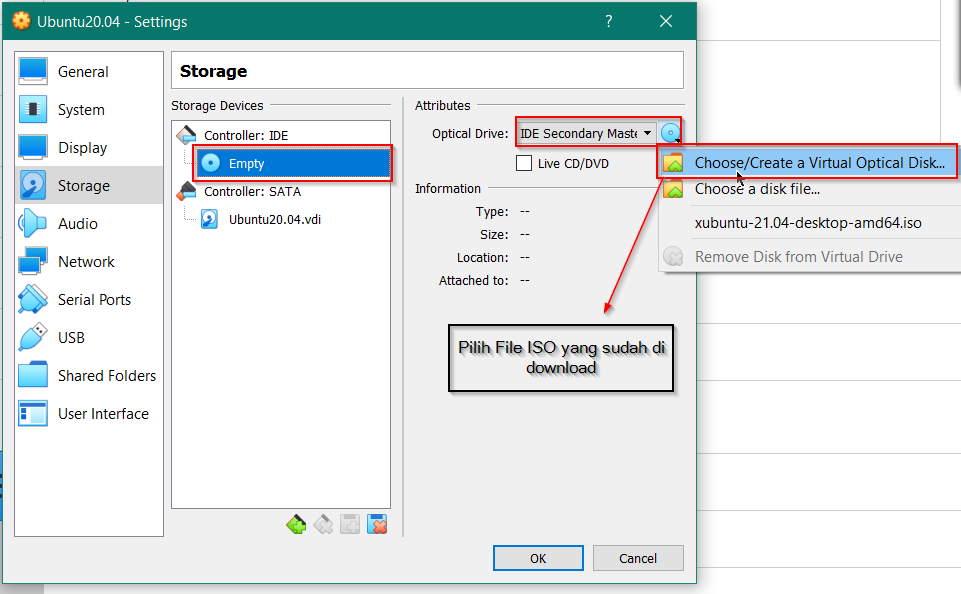 Ubuntu20.04 - Settings
?
General
System
Display
Storage
Audio
Network
Serial Ports
USB
Shared Folders
User Interface
Storage
Storage Devices
Controller: IDE
Empty
Controller: SATA
Ubuntu20.04.vdi
Attributes
Optical Drive: IDE Secondary Maste
Live CD/DVD
Information
Type: --
Size: --
Location: --
Attached to: --
Choose/Create a Virtual Optical Disk...
Choose a disk file...
xubuntu-21.04-desktop-amd64.iso
Remove Disk from Virtual Drive
Pilih File ISO yang sudah di
download
OK
Cancel